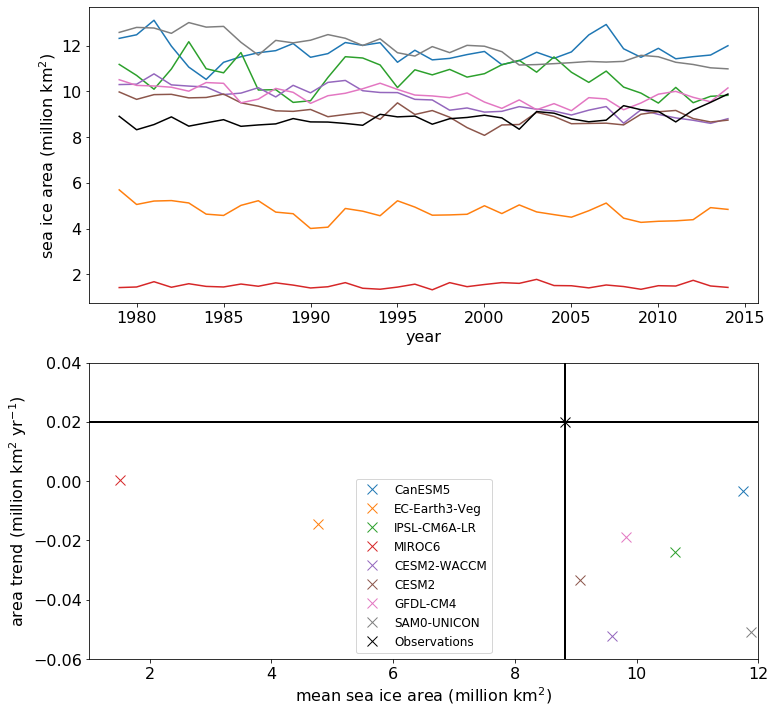 sea ice area (million km²)
12
10
8
6
4
2
1980 1985 1990 1995 2000 2005 2010 2015
year
area trend (million km² yr⁻¹)
0.04
0.02
0.00
−0.02
−0.04
−0.06
CanESM5
EC-Earth3-Veg
IPSL-CM6A-LR
MIROC6
CESM2-WACCM
CESM2
GFDL-CM4
SAM0-UNICON
Observations
2 4 6 8 10 12
mean sea ice area (million km²)